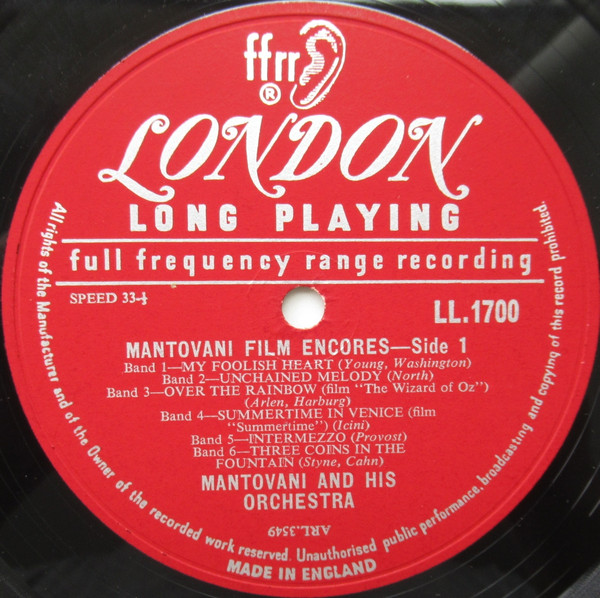 ffrr
®
LONDON
LONG PLAYING
full frequency range recording
SPEED 33⅓
LL.1700
MANTOVANI FILM ENCORES—Side 1
Band 1—MY FOOLISH HEART (Young, Washington)
Band 2—UNCHAINED MELODY (North)
Band 3—OVER THE RAINBOW (film "The Wizard of Oz")
(Arlen, Harburg)
Band 4—SUMMERTIME IN VENICE (film
"Summertime") (Icini)
Band 5—INTERMEZZO (Provost)
Band 6—THREE COINS IN THE
FOUNTAIN (Styne, Cahn)
MANTOVANI AND HIS
ORCHESTRA
ARL.3549
All rights of the Manufacturer and of the Owner of the recorded work reserved. Unauthorised public performance, broadcasting and copying of this record prohibited.
MADE IN ENGLAND